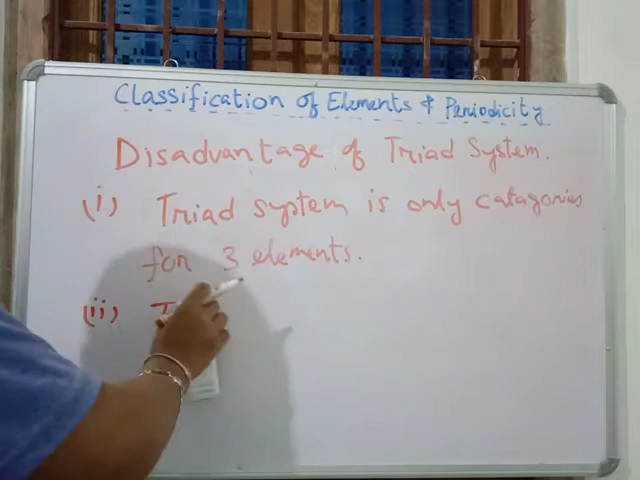 Classification of Elements & Periodicity
Disadvantage of Triad System.
(i) Triad system is only catagories
for 3 elements.
(ii)